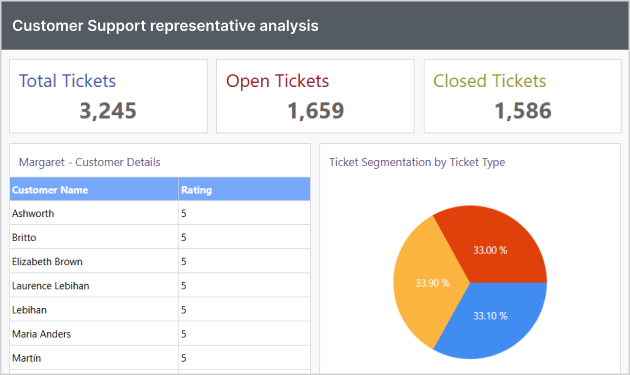 Customer Support representative analysis
Total Tickets
3,245
Open Tickets
1,659
Closed Tickets
1,586
Margaret - Customer Details
Customer Name Rating
Ashworth 5
Britto 5
Elizabeth Brown 5
Laurence Lebihan 5
Lebihan 5
Maria Anders 5
Martín 5
Ticket Segmentation by Ticket Type
33.00 %
33.90 %
33.10 %